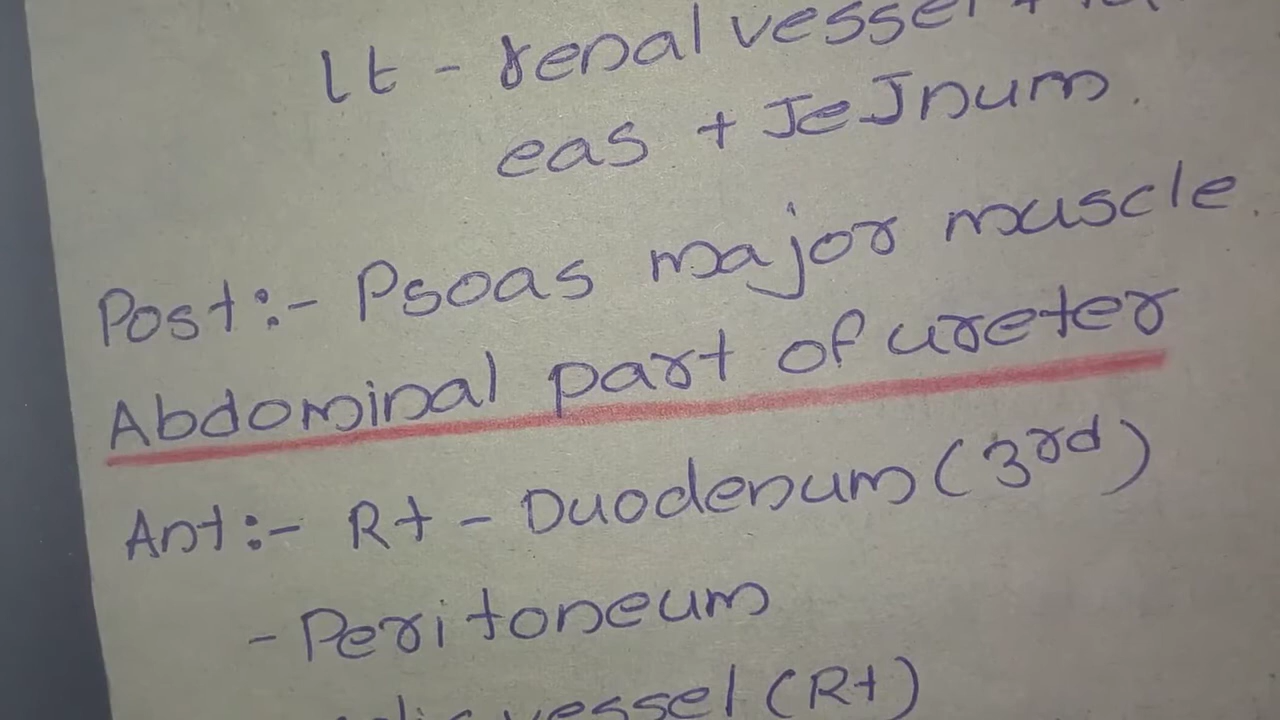 lt - renal vessel +
eas + JeJnum.
Post:- Psoas major muscle.
Abdominal part of ureter
Ant:- Rt - Duodenum (3rd)
- Peritoneum
vessel (Rt)